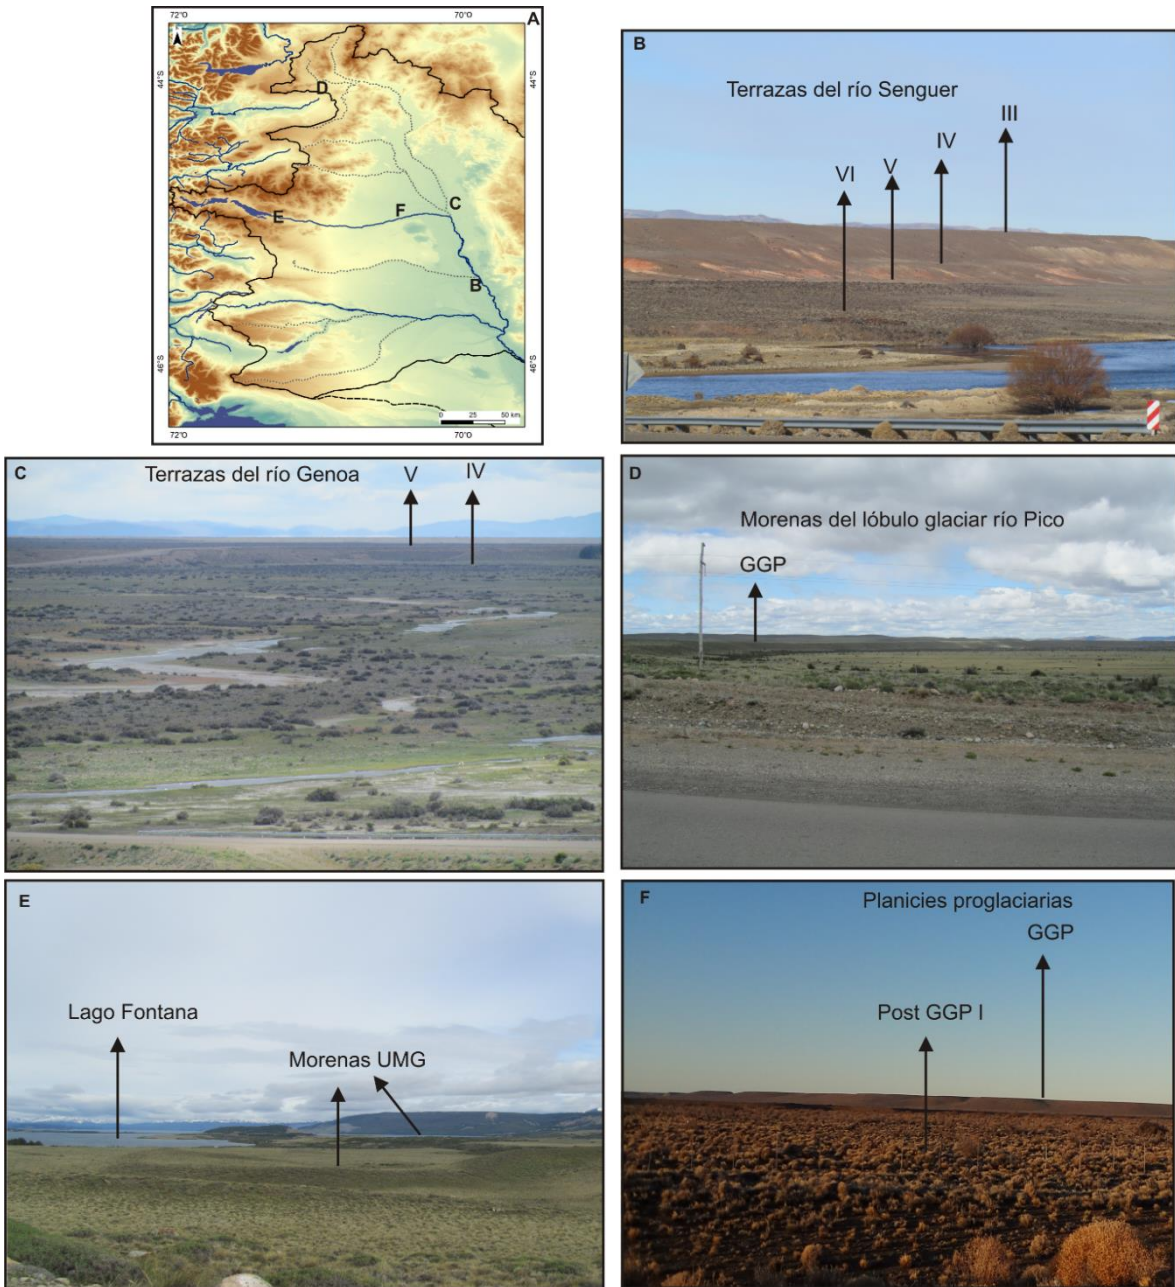 72°O
70°O
A
44°S
44°S
D
E
F
C
B
46°S
46°S
0 25 50 km
72°O
70°O
B
Terrazas del río Senguer
III
IV
V
VI
C
Terrazas del río Genoa
V
IV
D
Morenas del lóbulo glaciar río Pico
GGP
E
Lago Fontana
Morenas UMG
F
Planicies proglaciarias
GGP
Post GGP I